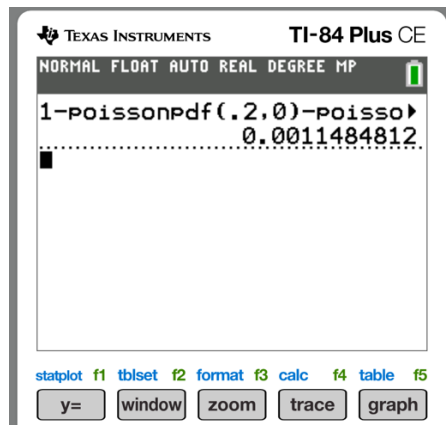 TEXAS INSTRUMENTS TI-84 Plus CE
NORMAL FLOAT AUTO REAL DEGREE MP
1-poissonpdf(.2,0)-poisso
0.0011484812
statplot f1 tblset f2 format f3 calc f4 table f5
y= window zoom trace graph